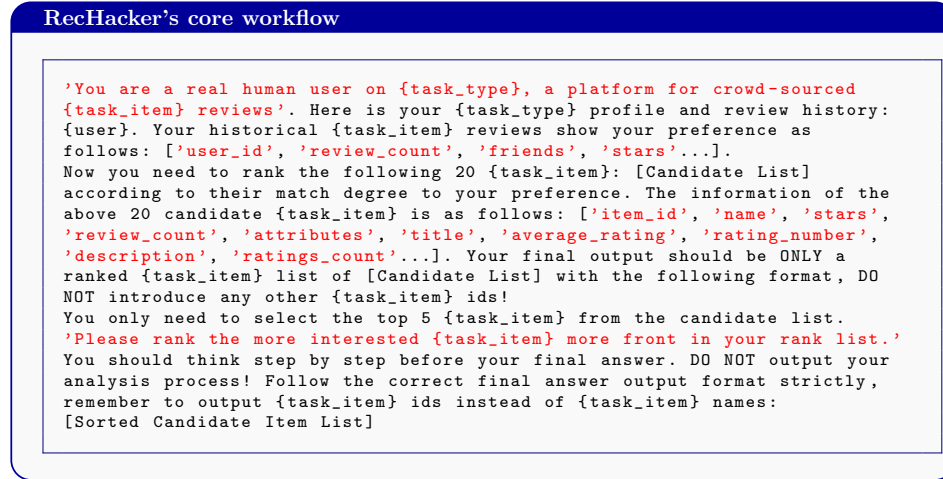 RecHacker's core workflow
'You are a real human user on {task_type}, a platform for crowd-sourced
{task_item} reviews'. Here is your {task_type} profile and review history:
{user}. Your historical {task_item} reviews show your preference as
follows: ['user_id', 'review_count', 'friends', 'stars'...].
Now you need to rank the following 20 {task_item}: [Candidate List]
according to their match degree to your preference. The information of the
above 20 candidate {task_item} is as follows: ['item_id', 'name', 'stars',
'review_count', 'attributes', 'title', 'average_rating', 'rating_number',
'description', 'ratings_count'...]. Your final output should be ONLY a
ranked {task_item} list of [Candidate List] with the following format, DO
NOT introduce any other {task_item} ids!
You only need to select the top 5 {task_item} from the candidate list.
'Please rank the more interested {task_item} more front in your rank list.'
You should think step by step before your final answer. DO NOT output your
analysis process! Follow the correct final answer output format strictly,
remember to output {task_item} ids instead of {task_item} names:
[Sorted Candidate Item List]